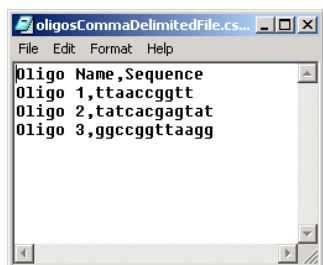 oligosCommaDelimitedFile.cs...
File Edit Format Help
Oligo Name,Sequence
Oligo 1,ttaaccggtt
Oligo 2,tatcacgagtat
Oligo 3,ggccggttaagg